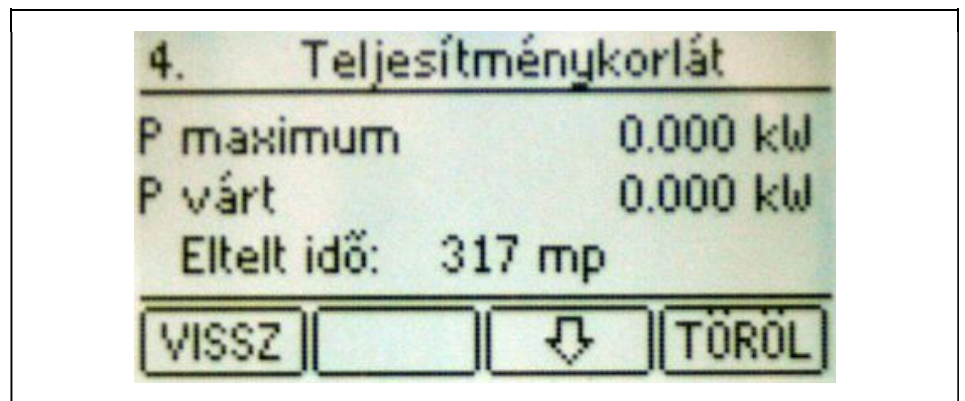 4. Teljesítménykorlát
P maximum 0.000 kW
P várt 0.000 kW
Eltelt idő: 317 mp
VISSZ TÖRÖL